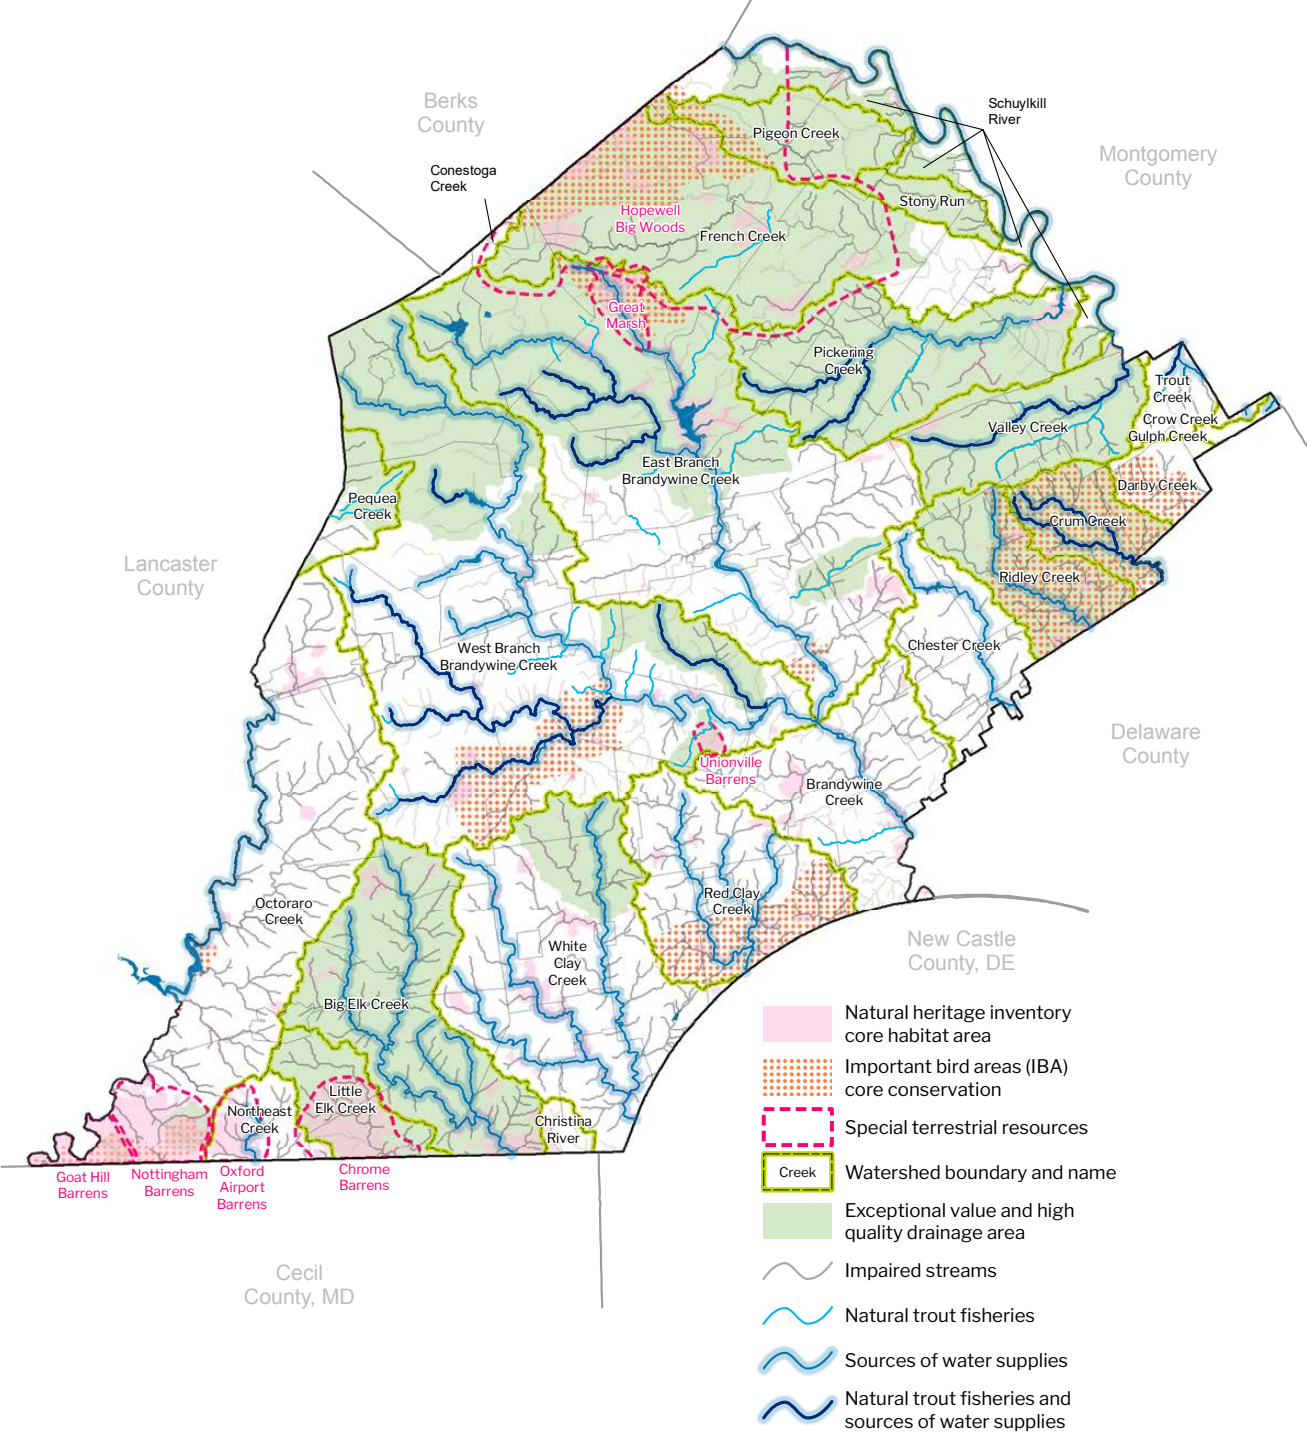 Berks
County
Schuylkill
River
Pigeon Creek
Montgomery
County
Conestoga
Creek
Stony Run
Hopewell
Big Woods
French Creek
Great
Marsh
Pickering
Creek
Trout
Creek
Crow Creek
Gulph Creek
Valley Creek
East Branch
Brandywine Creek
Darby Creek
Pequea
Creek
Crum Creek
Lancaster
County
Ridley Creek
West Branch
Brandywine Creek
Chester Creek
Delaware
County
Unionville
Barrens
Brandywine
Creek
Red Clay
Creek
Octoraro
Creek
White
Clay
Creek
New Castle
County, DE
Big Elk Creek
Little
Elk Creek
Northeast
Creek
Christina
River
Goat Hill
Barrens
Nottingham
Barrens
Oxford
Airport
Barrens
Chrome
Barrens
Cecil
County, MD
Natural heritage inventory
core habitat area
Important bird areas (IBA)
core conservation
Special terrestrial resources
Creek
Watershed boundary and name
Exceptional value and high
quality drainage area
Impaired streams
Natural trout fisheries
Sources of water supplies
Natural trout fisheries and
sources of water supplies